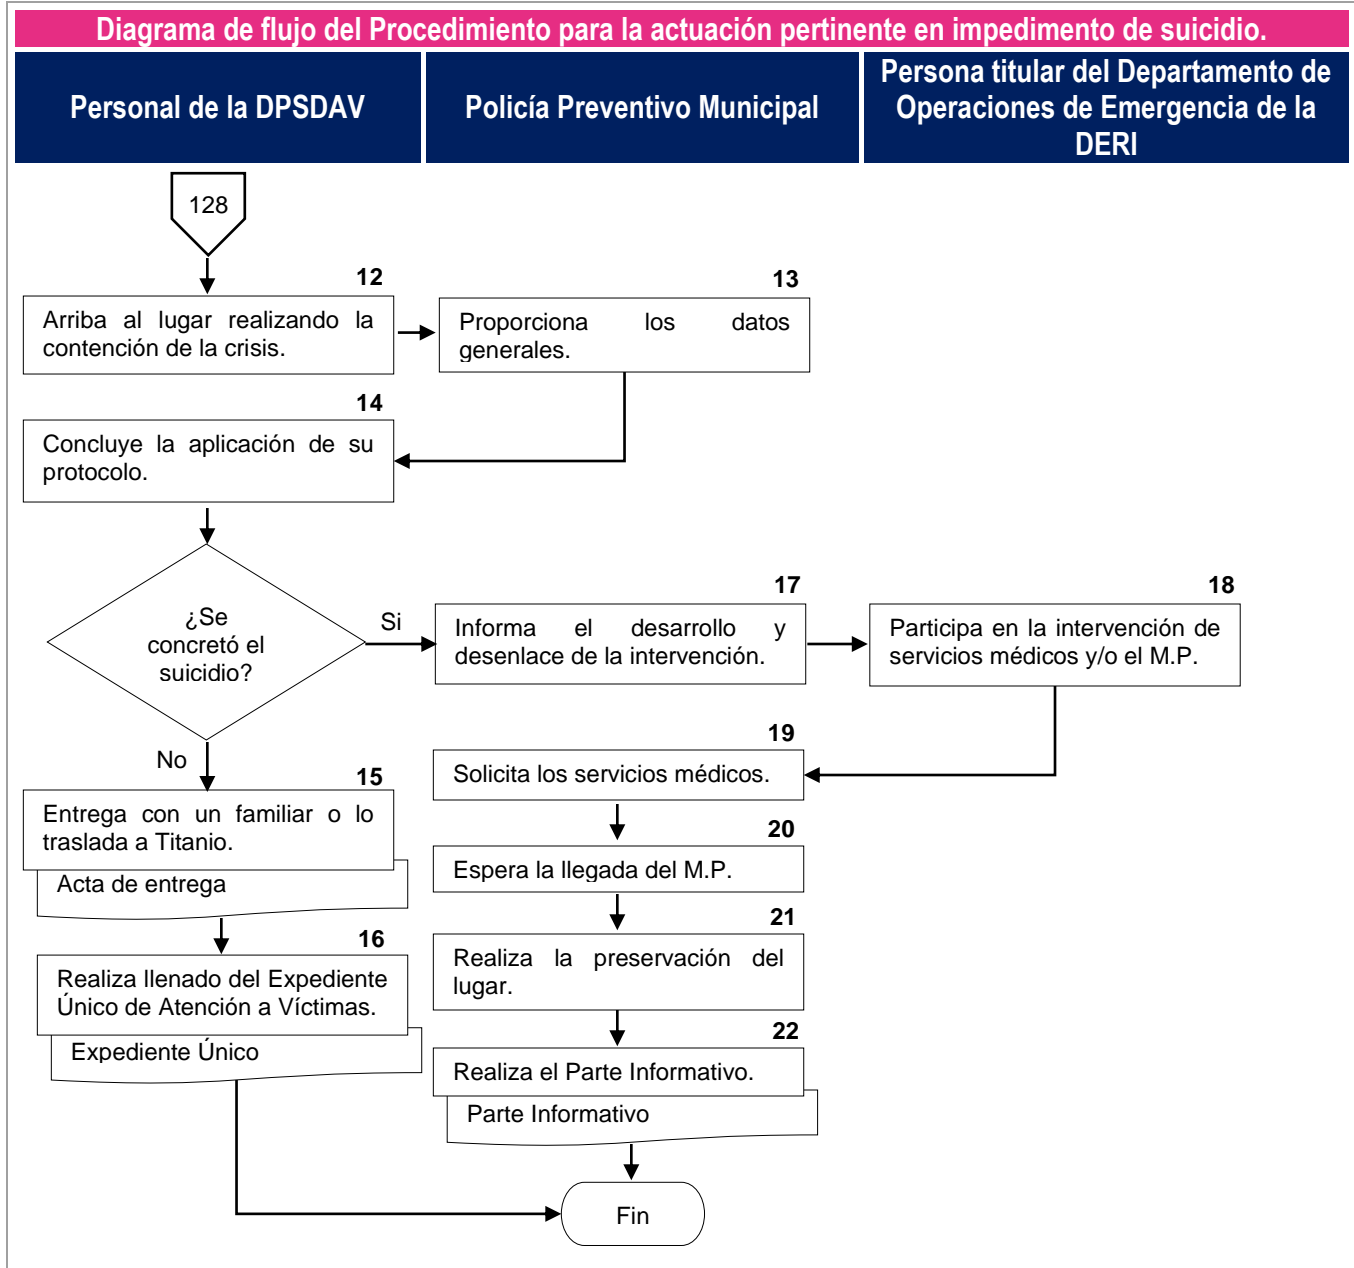 Diagrama de flujo del Procedimiento para la actuación pertinente en impedimento de suicidio.
Personal de la DPSDAV
Policía Preventivo Municipal
Persona titular del Departamento de
Operaciones de Emergencia de la
DERI
128
12
Arriba al lugar realizando la
contención de la crisis.
13
Proporciona los datos
generales.
14
Concluye la aplicación de su
protocolo.
¿Se
concretó el
suicidio?
Si
17
Informa el desarrollo y
desenlace de la intervención.
18
Participa en la intervención de
servicios médicos y/o el M.P.
No
15
Entrega con un familiar o lo
traslada a Titanio.
Acta de entrega
16
Realiza llenado del Expediente
Único de Atención a Víctimas.
Expediente Único
19
Solicita los servicios médicos.
20
Espera la llegada del M.P.
21
Realiza la preservación del
lugar.
22
Realiza el Parte Informativo.
Parte Informativo
Fin